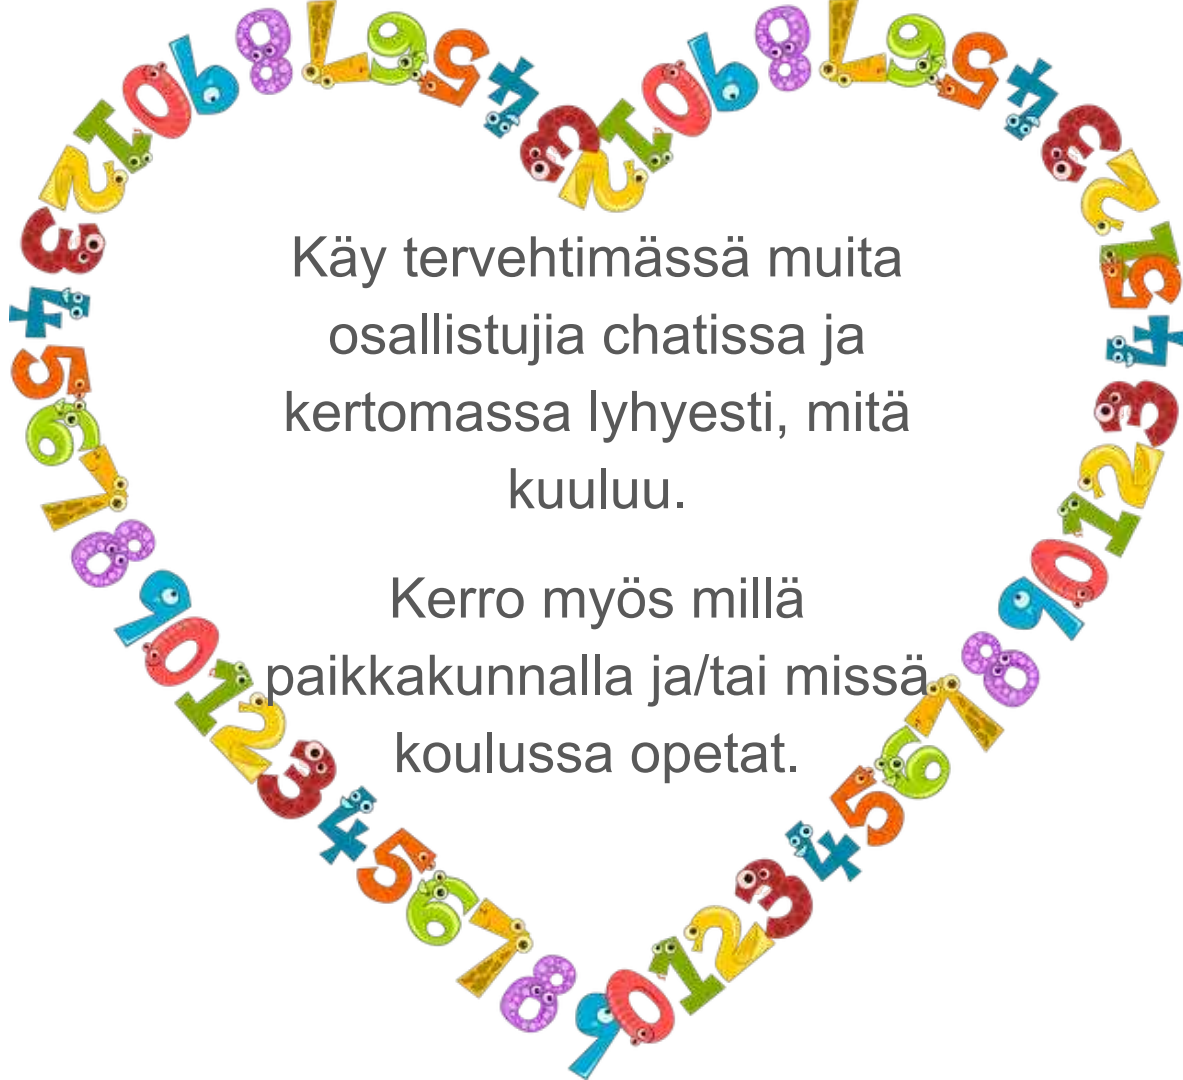 Käy tervehtimässä muita
osallistujia chatissa ja
kertomassa lyhyesti, mitä
kuuluu.
Kerro myös millä
paikkakunnalla ja/tai missä
koulussa opetat.